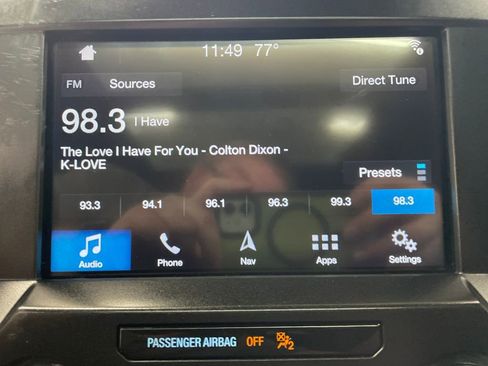 11:49 77°
FM Sources Direct Tune
98.3 I Have
The Love I Have For You - Colton Dixon -
K-LOVE
Presets
93.3 94.1 96.1 96.3 99.3 98.3
Audio Phone Nav Apps Settings
PASSENGER AIRBAG OFF 2